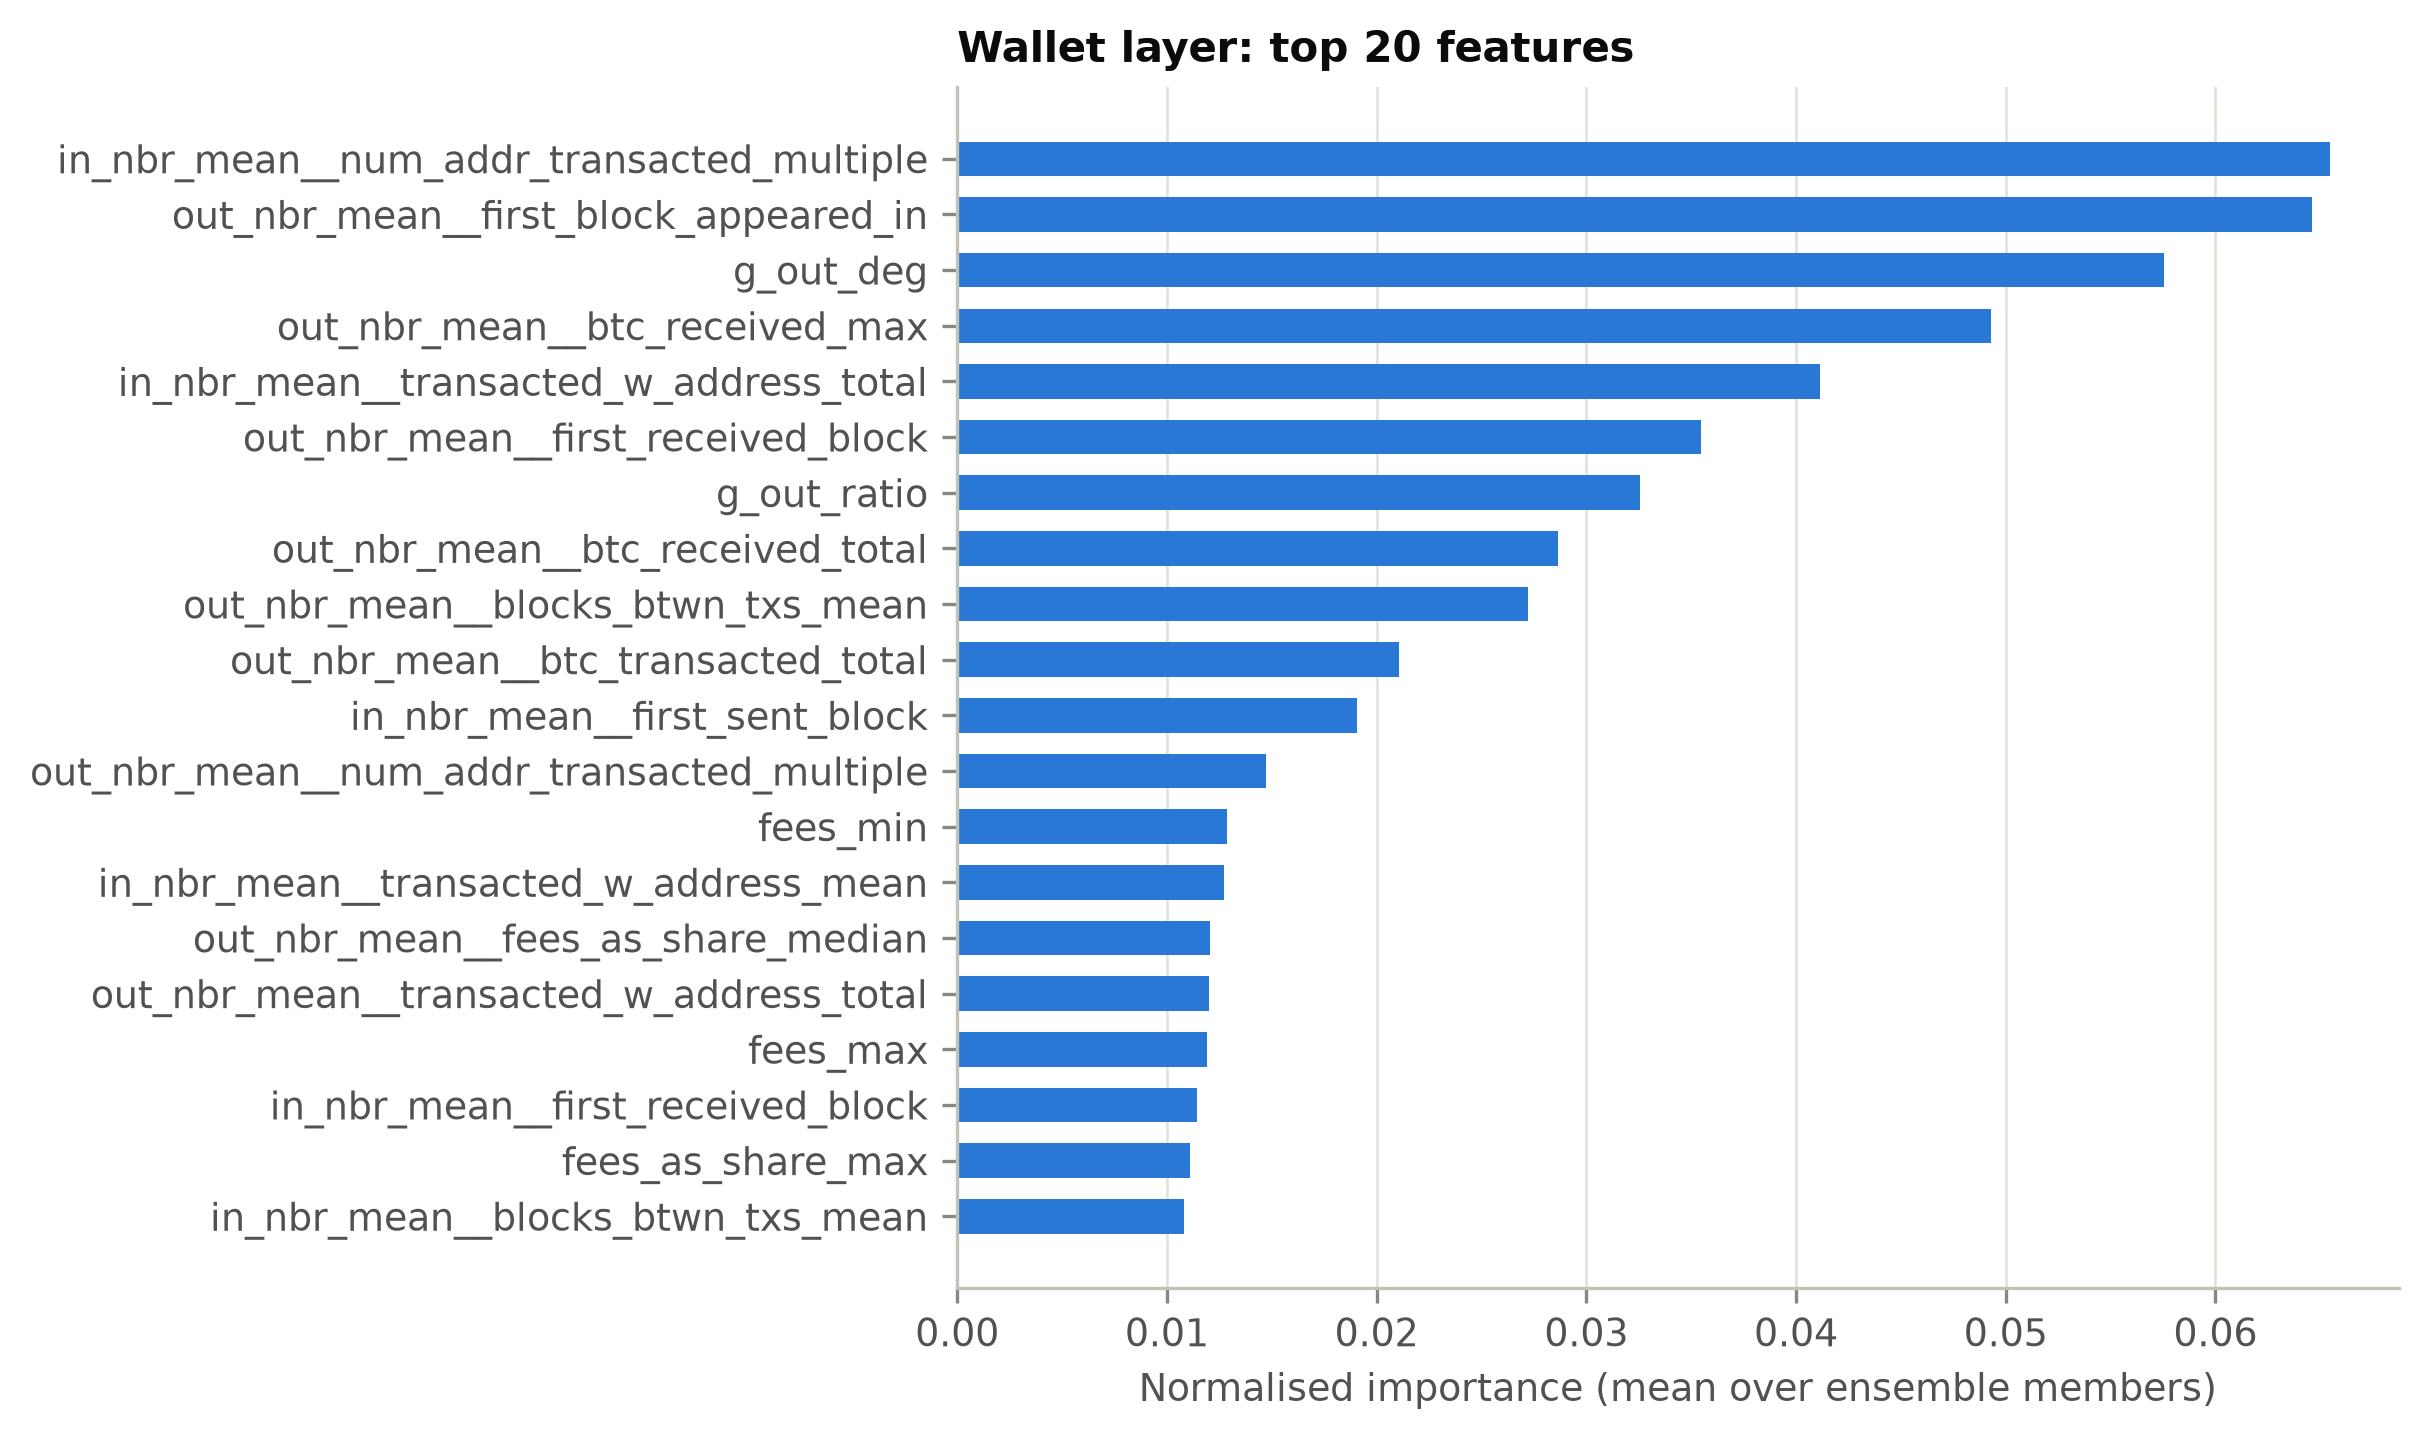 Wallet layer: top 20 features
in_nbr_mean__num_addr_transacted_multiple
out_nbr_mean__first_block_appeared_in
g_out_deg
out_nbr_mean__btc_received_max
in_nbr_mean__transacted_w_address_total
out_nbr_mean__first_received_block
g_out_ratio
out_nbr_mean__btc_received_total
out_nbr_mean__blocks_btwn_txs_mean
out_nbr_mean__btc_transacted_total
in_nbr_mean__first_sent_block
out_nbr_mean__num_addr_transacted_multiple
fees_min
in_nbr_mean__transacted_w_address_mean
out_nbr_mean__fees_as_share_median
out_nbr_mean__transacted_w_address_total
fees_max
in_nbr_mean__first_received_block
fees_as_share_max
in_nbr_mean__blocks_btwn_txs_mean
0.00 0.01 0.02 0.03 0.04 0.05 0.06
Normalised importance (mean over ensemble members)